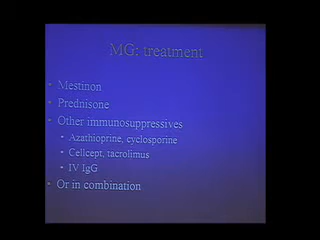 MG: treatment
• Mestinon
• Prednisone
• Other immunosuppressives
• Azathioprine, cyclosporine
• Cellcept, tacrolimus
• IV IgG
• Or in combination